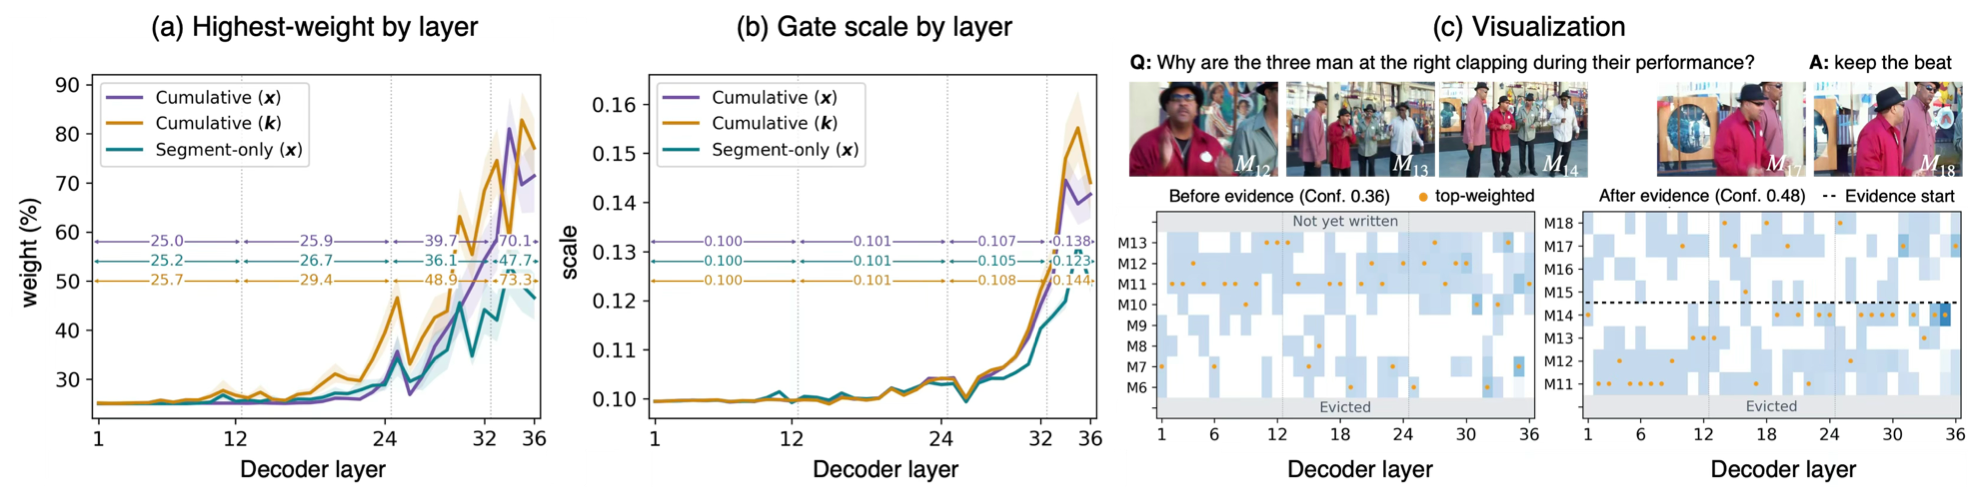 (a) Highest-weight by layer
90
80
70
60
50
40
30
weight (%)
Cumulative (x)
Cumulative (k)
Segment-only (x)
25.0 25.9 39.7 70.1
25.2 26.7 36.1 47.7
25.7 29.4 48.9 73.3
1 12 24 32 36
Decoder layer
(b) Gate scale by layer
0.16
0.15
0.14
0.13
0.12
0.11
0.10
scale
Cumulative (x)
Cumulative (k)
Segment-only (x)
0.100 0.101 0.107 0.138
0.100 0.101 0.105 0.123
0.100 0.101 0.108 0.144
1 12 24 32 36
Decoder layer
(c) Visualization
Q: Why are the three man at the right clapping during their performance? A: keep the beat
M12 M13 M14 M17 M18
Before evidence (Conf. 0.36) top-weighted
After evidence (Conf. 0.48) -- Evidence start
Not yet written
M13
M12
M11
M10
M9
M8
M7
M6
Evicted
1 6 12 18 24 30 36
Decoder layer
M18
M17
M16
M15
M14
M13
M12
M11
Evicted
1 6 12 18 24 30 36
Decoder layer